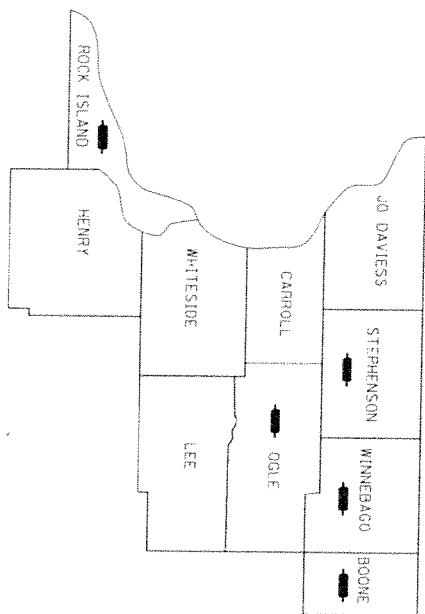 JO DAVIESS
STEPHENSON
WINNEBAGO
BOONE
CARROLL
OGLE
WHITESIDE
LEE
ROCK ISLAND
HENRY